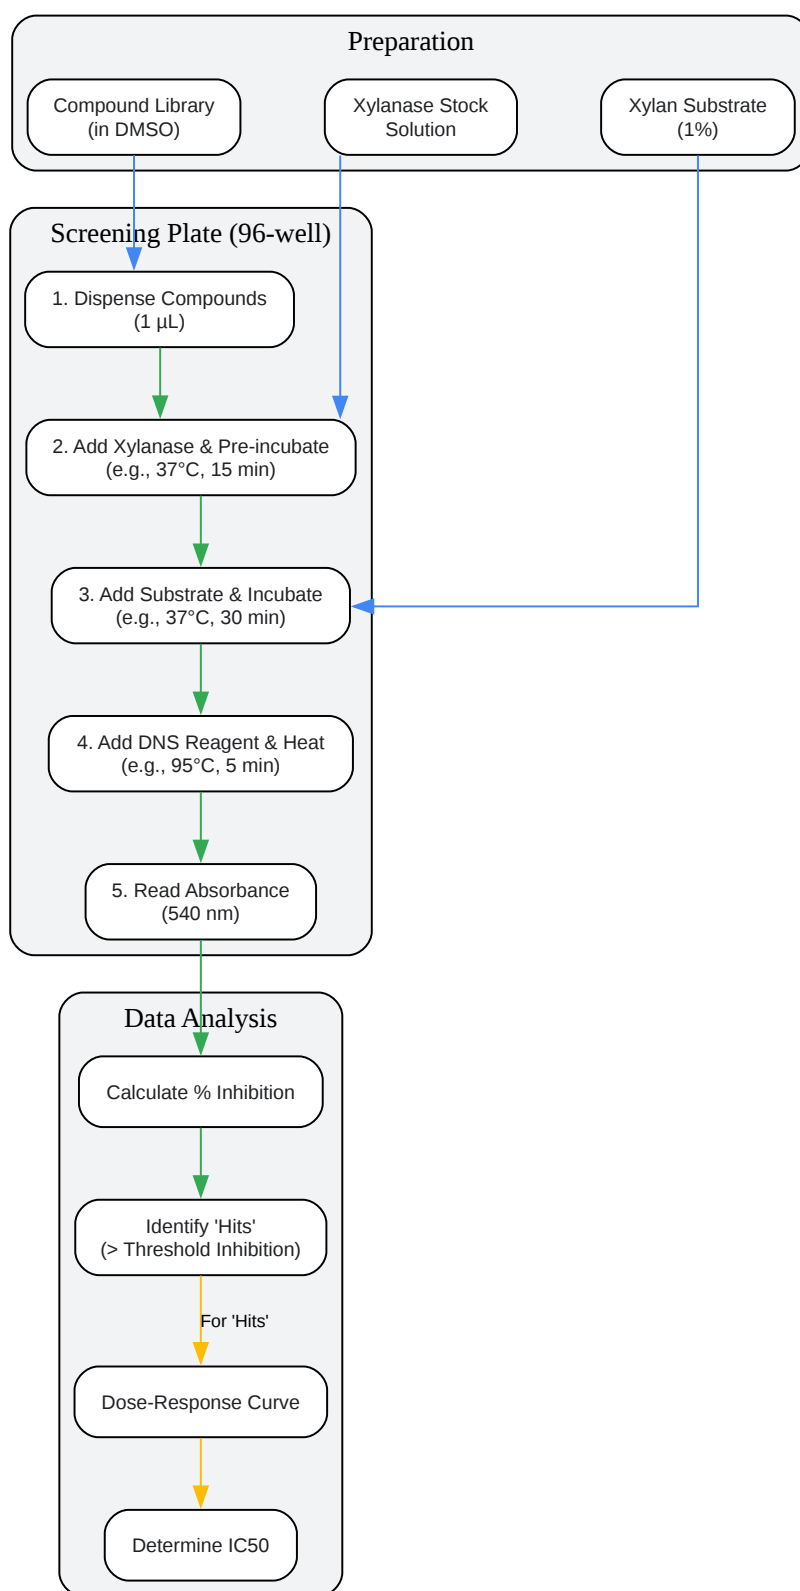 Preparation
Compound Library
(in DMSO)
Xylanase Stock
Solution
Xylan Substrate
(1%)
Screening Plate (96-well)
1. Dispense Compounds
(1 µL)
2. Add Xylanase & Pre-incubate
(e.g., 37°C, 15 min)
3. Add Substrate & Incubate
(e.g., 37°C, 30 min)
4. Add DNS Reagent & Heat
(e.g., 95°C, 5 min)
5. Read Absorbance
(540 nm)
Data Analysis
Calculate % Inhibition
Identify 'Hits'
(> Threshold Inhibition)
For 'Hits'
Dose-Response Curve
Determine IC50